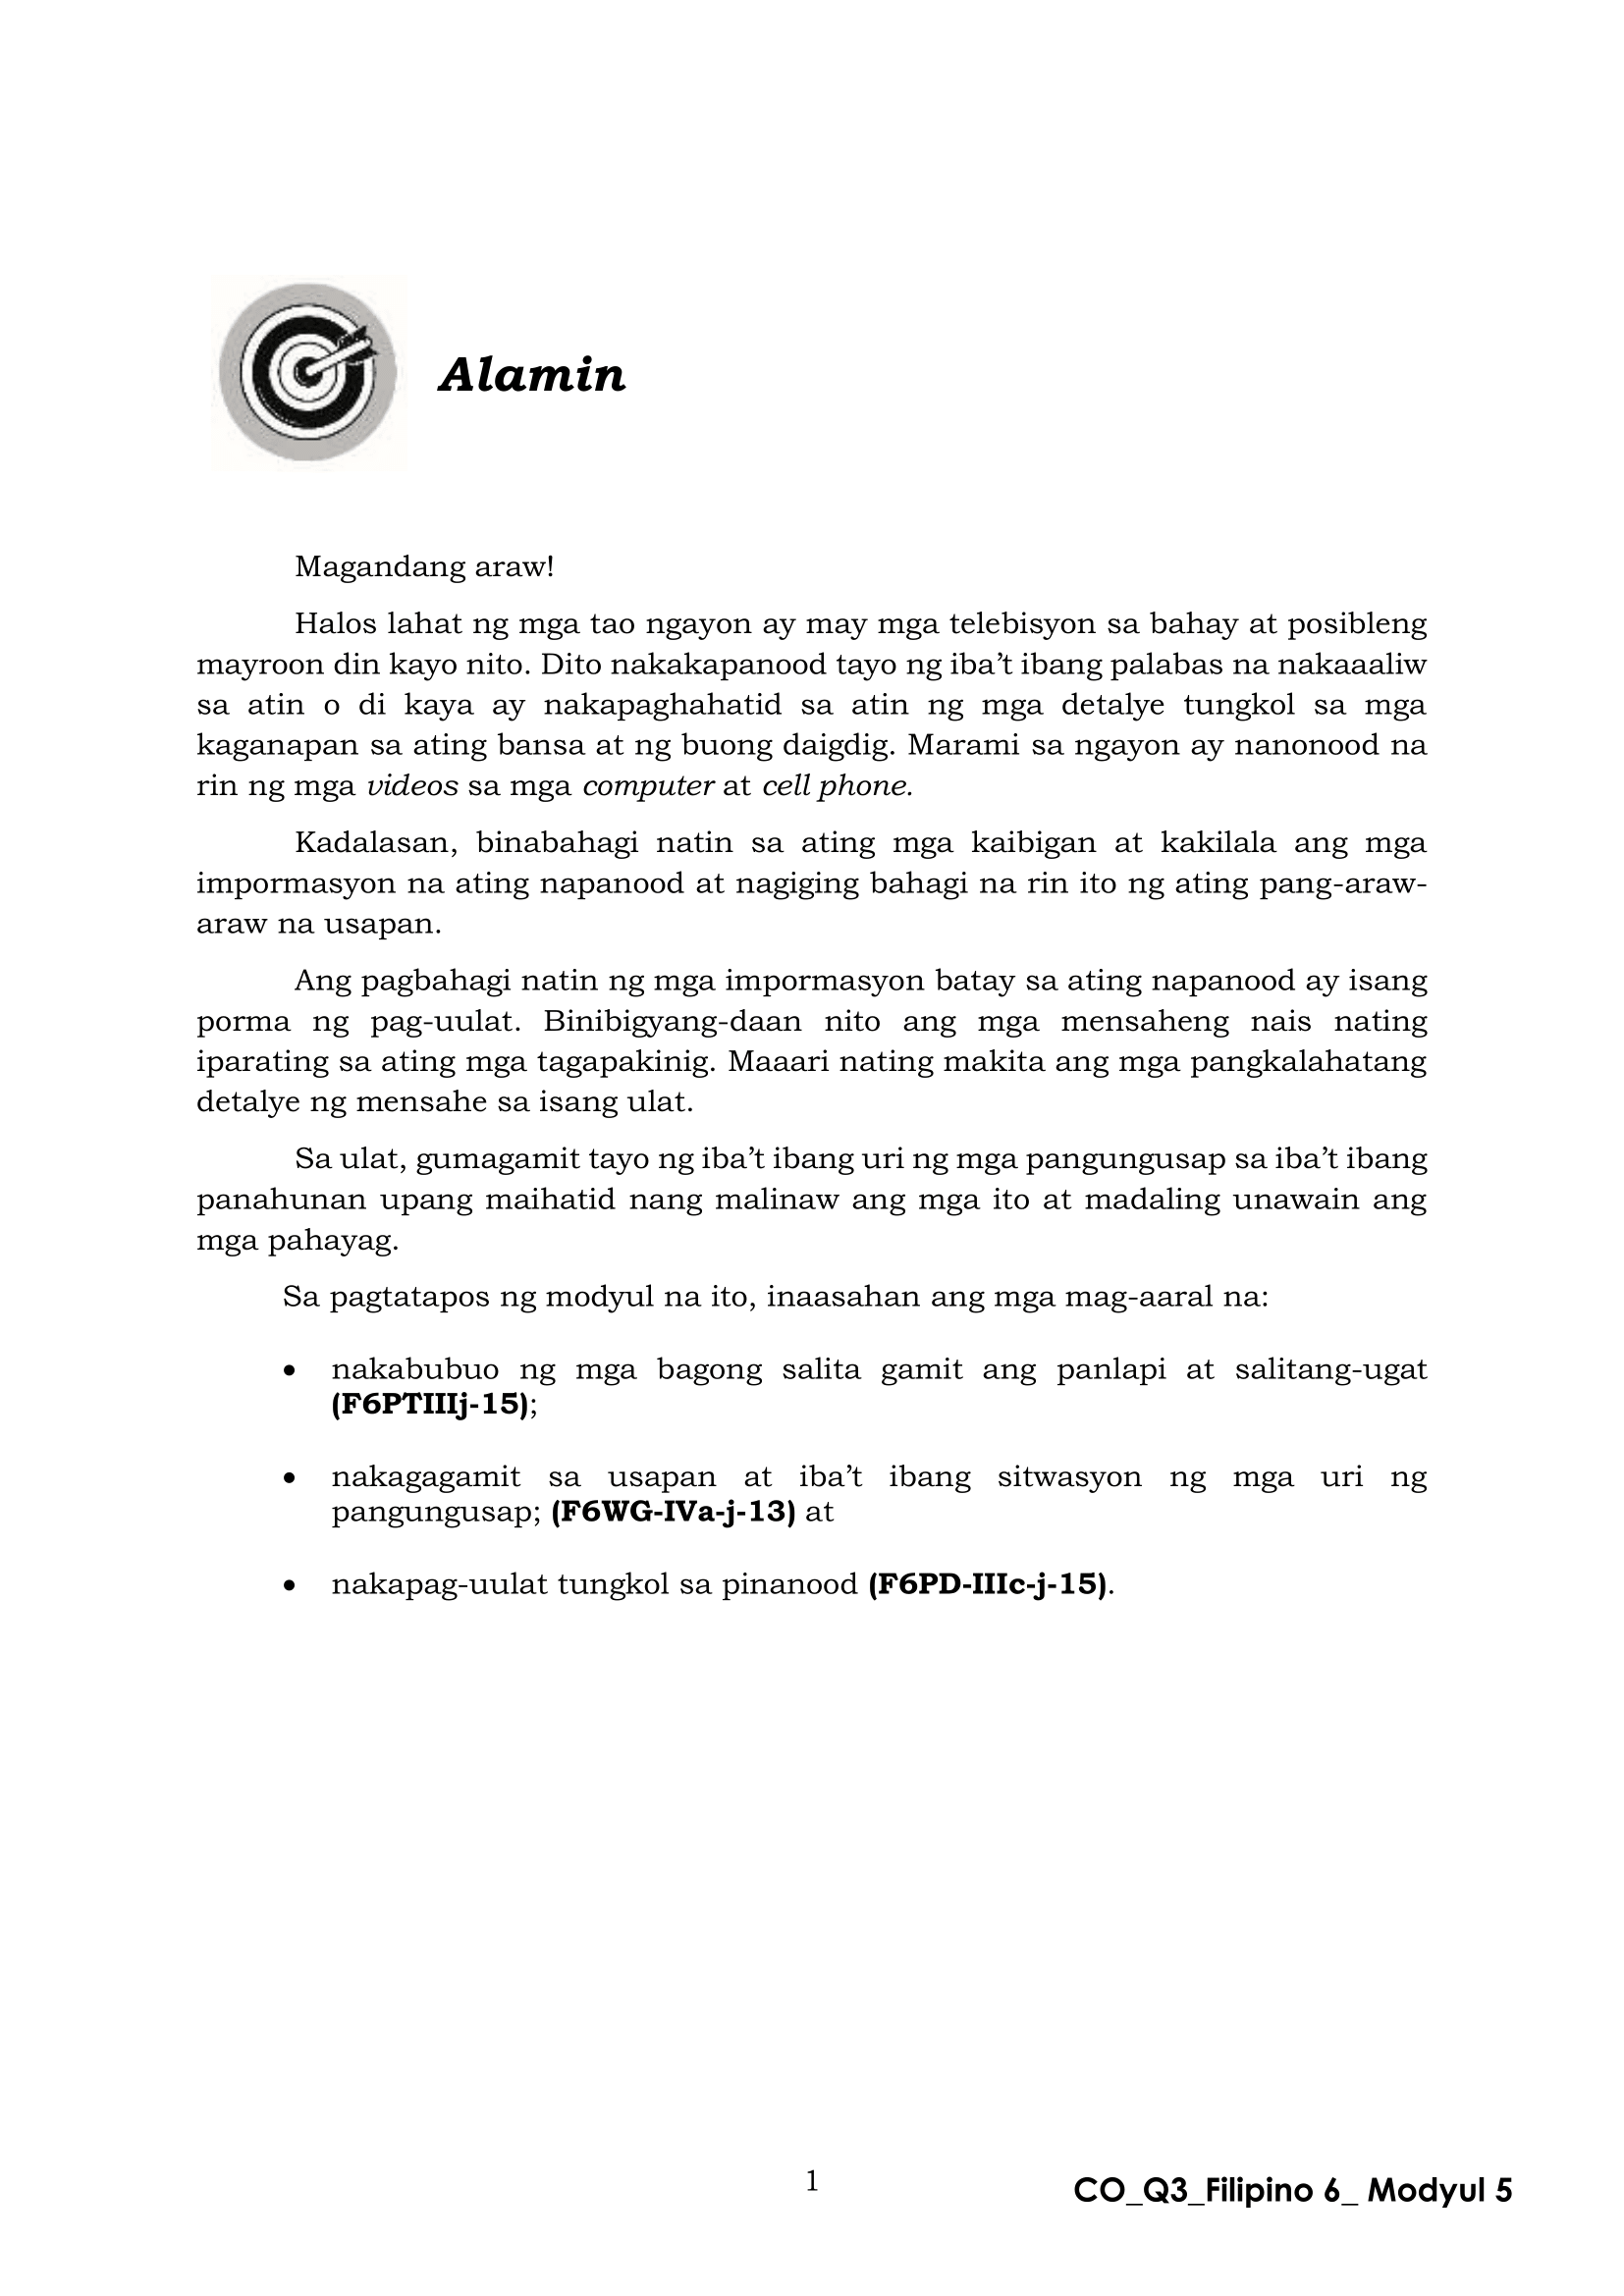 Alamin
Magandang araw!
Halos lahat ng mga tao ngayon ay may mga telebisyon sa bahay at posibleng
mayroon din kayo nito. Dito nakakapanood tayo ng iba’t ibang palabas na nakaaaliw
sa atin o di kaya ay nakapaghahatid sa atin ng mga detalye tungkol sa mga
kaganapan sa ating bansa at ng buong daigdig. Marami sa ngayon ay nanonood na
rin ng mga videos sa mga computer at cell phone.
Kadalasan, binabahagi natin sa ating mga kaibigan at kakilala ang mga
impormasyon na ating napanood at nagiging bahagi na rin ito ng ating pang-araw-
araw na usapan.
Ang pagbahagi natin ng mga impormasyon batay sa ating napanood ay isang
porma ng pag-uulat. Binibigyang-daan nito ang mga mensaheng nais nating
iparating sa ating mga tagapakinig. Maaari nating makita ang mga pangkalahatang
detalye ng mensahe sa isang ulat.
Sa ulat, gumagamit tayo ng iba’t ibang uri ng mga pangungusap sa iba’t ibang
panahunan upang maihatid nang malinaw ang mga ito at madaling unawain ang
mga pahayag.
Sa pagtatapos ng modyul na ito, inaasahan ang mga mag-aaral na:
• nakabubuo ng mga bagong salita gamit ang panlapi at salitang-ugat
(F6PTIIIj-15);
• nakagagamit sa usapan at iba’t ibang sitwasyon ng mga uri ng
pangungusap; (F6WG-IVa-j-13) at
• nakapag-uulat tungkol sa pinanood (F6PD-IIIc-j-15).
1
CO_Q3_Filipino 6_ Modyul 5